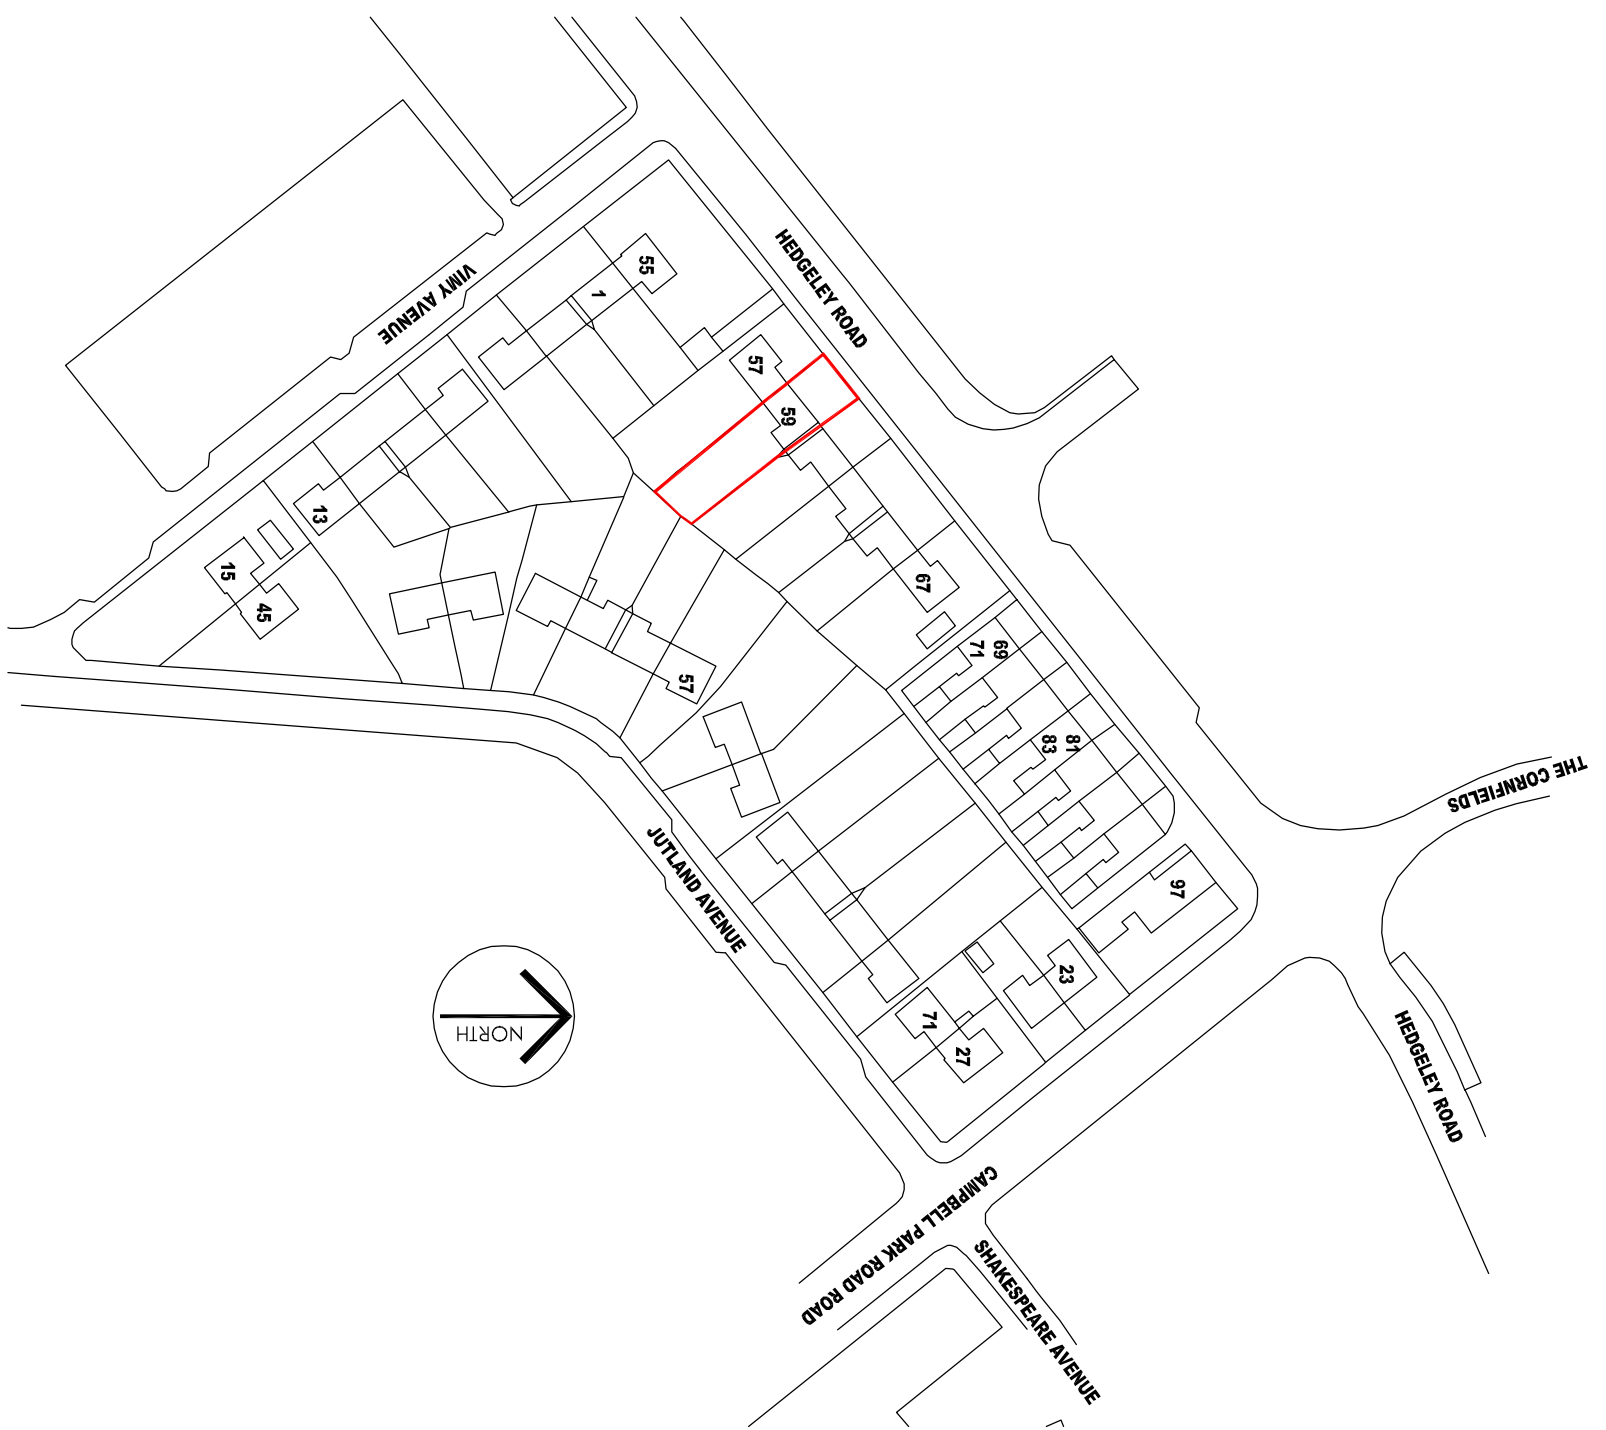 HEDGELEY ROAD
VIMY AVENUE
55
1
57
59
13
15
45
67
57
69
71
81
83
THE CORNFIELDS
JUTLAND AVENUE
97
23
71
27
NORTH
HEDGELEY ROAD
CAMPBELL PARK ROAD ROAD
SHAKESPEARE AVENUE